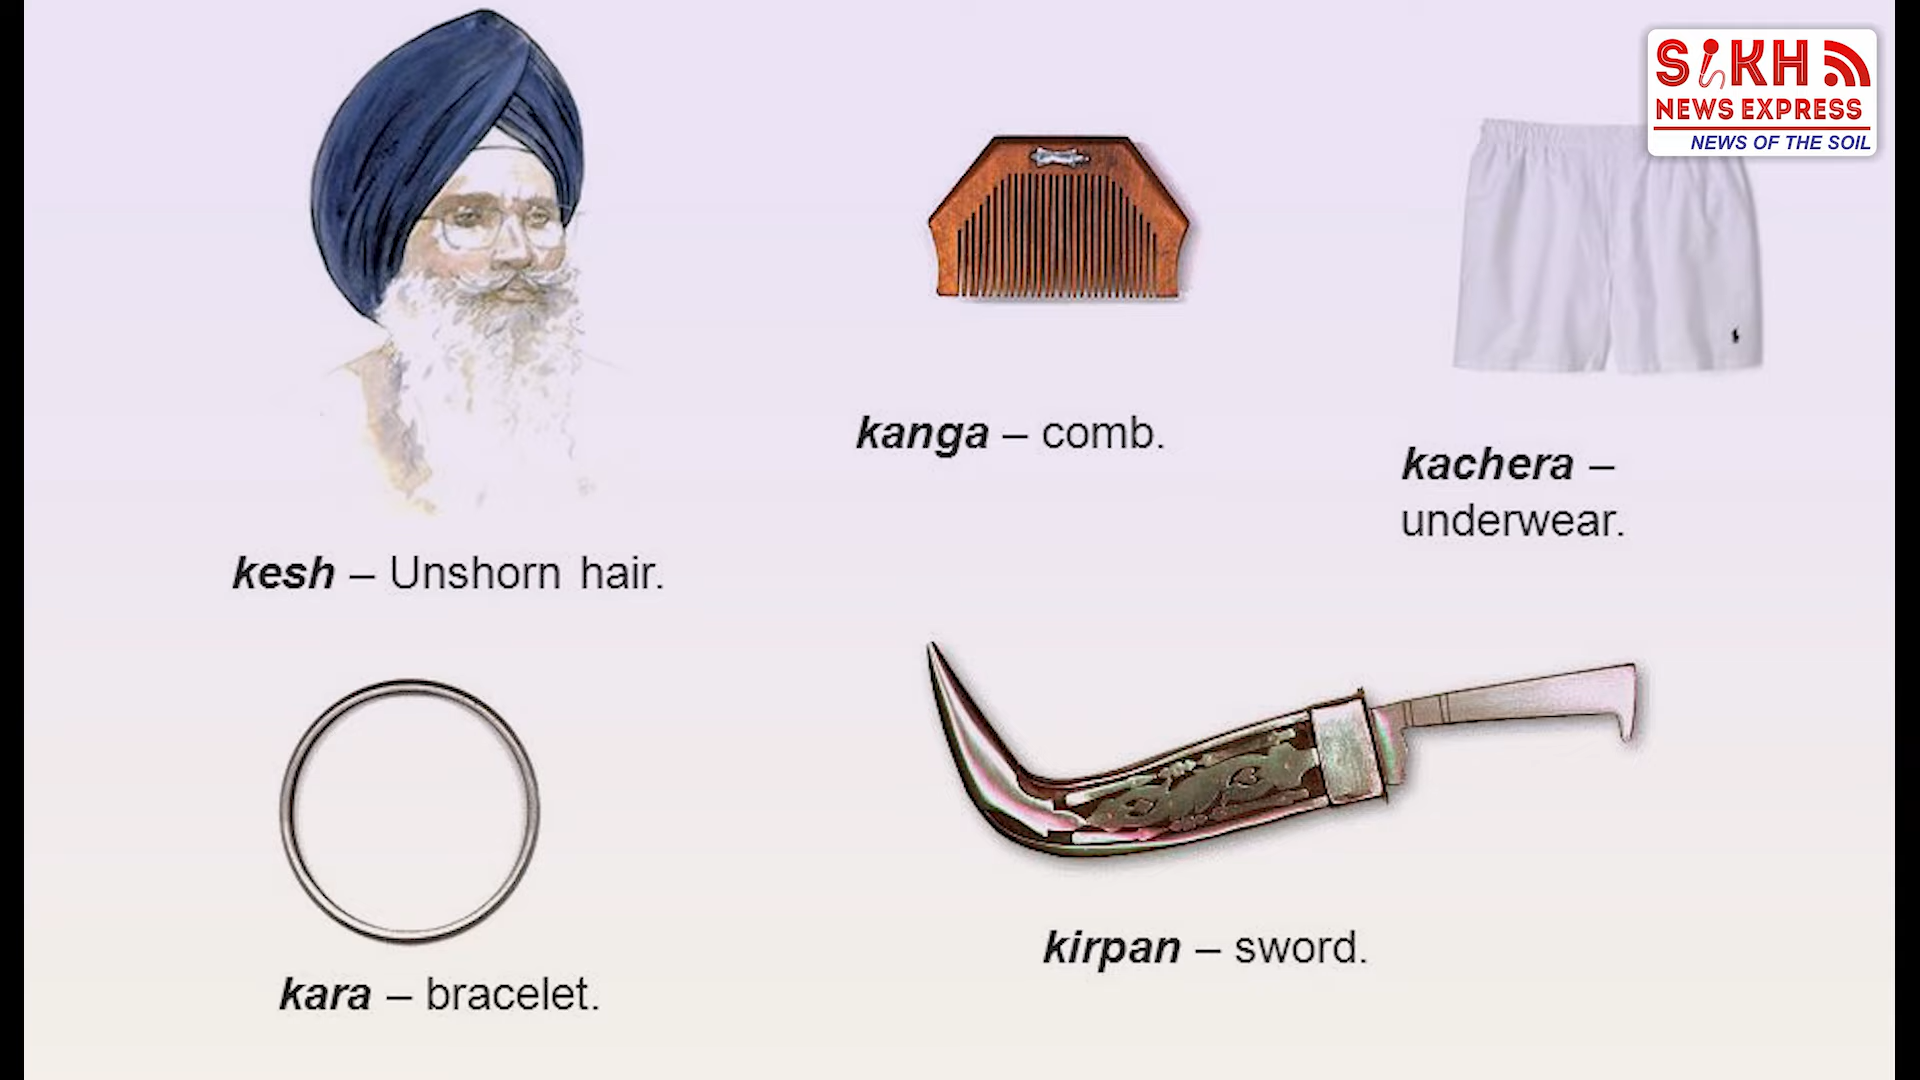 SIKH
NEWS EXPRESS
NEWS OF THE SOIL
kanga – comb.
kachera –
underwear.
kesh – Unshorn hair.
kirpan – sword.
kara – bracelet.